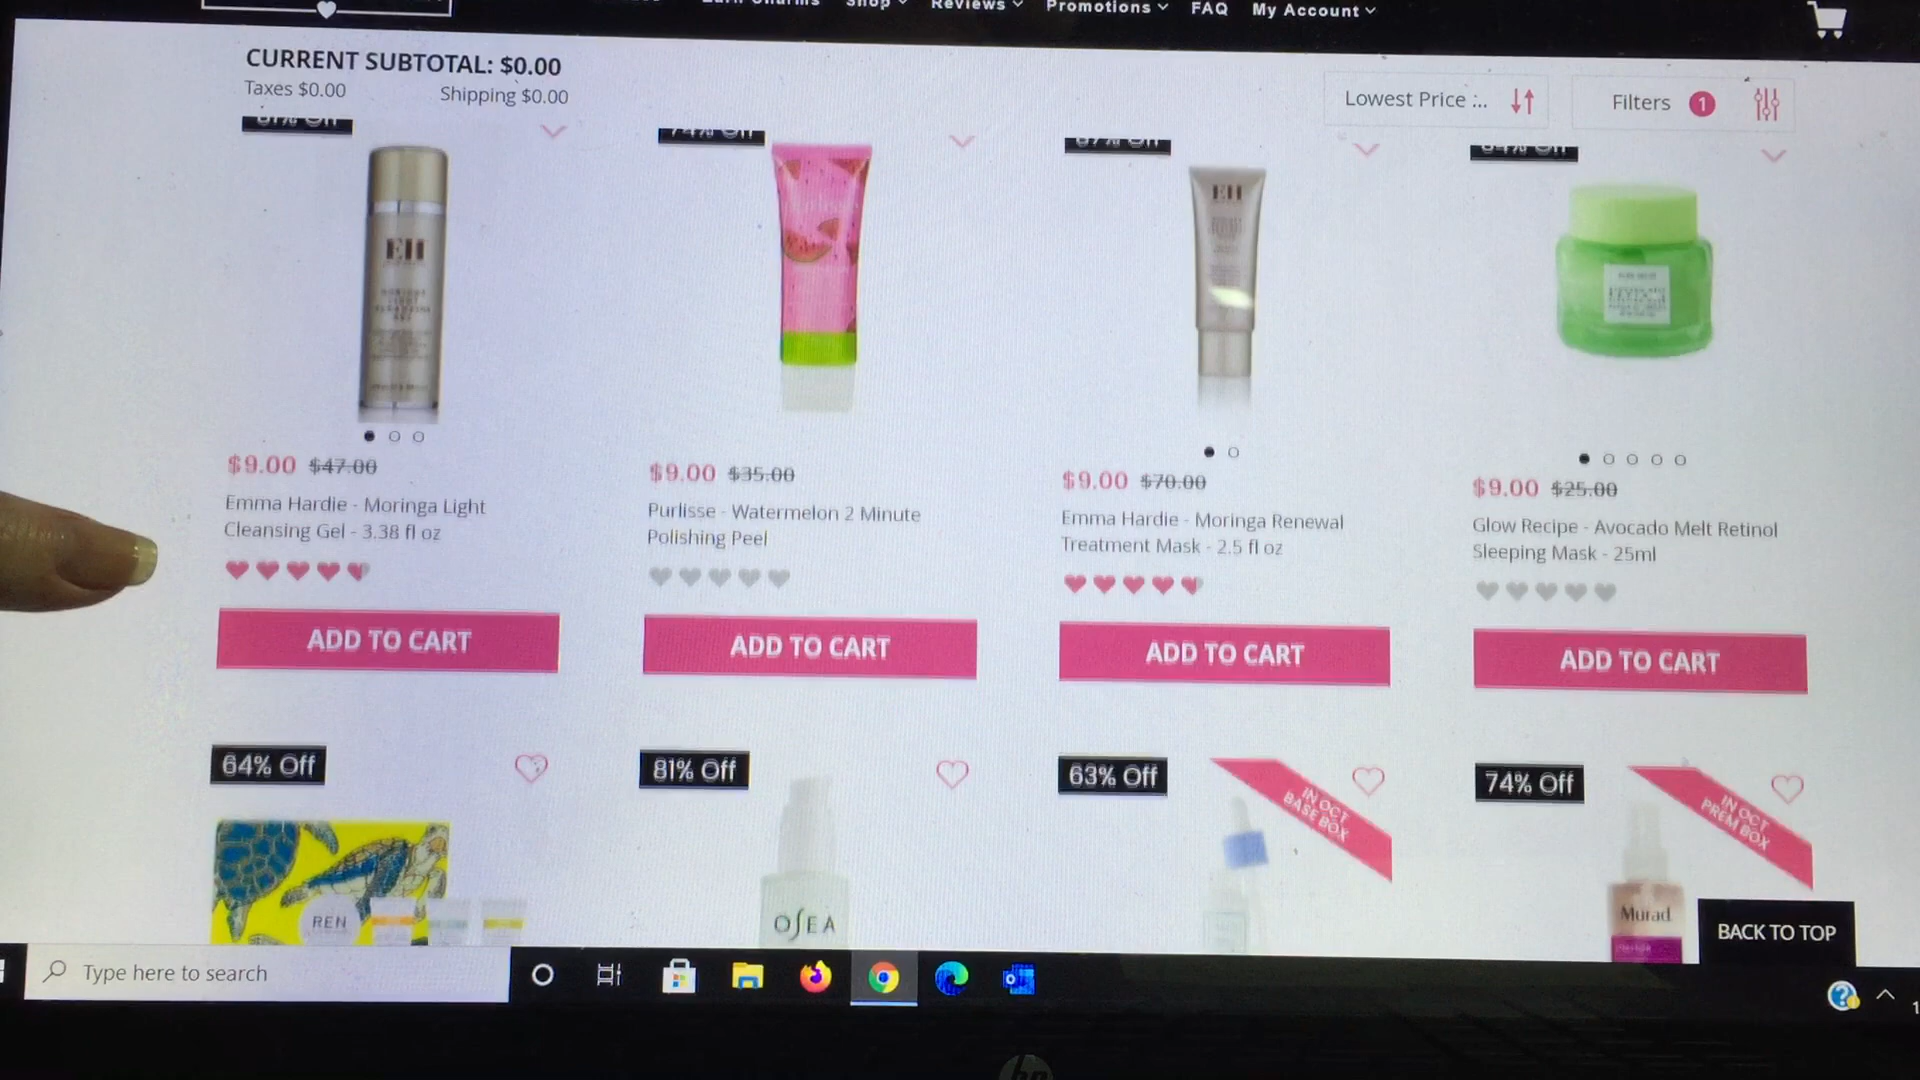 Reviews Promotions FAQ My Account
CURRENT SUBTOTAL: $0.00
Taxes $0.00 Shipping $0.00
Lowest Price :..
Filters 1
EH
EH
$9.00 $47.00
Emma Hardie - Moringa Light
Cleansing Gel - 3.38 fl oz
ADD TO CART
$9.00 $35.00
Purlisse - Watermelon 2 Minute
Polishing Peel
ADD TO CART
$9.00 $70.00
Emma Hardie - Moringa Renewal
Treatment Mask - 2.5 fl oz
ADD TO CART
$9.00 $25.00
Glow Recipe - Avocado Melt Retinol
Sleeping Mask - 25ml
ADD TO CART
64% Off
REN
81% Off
OSEA
63% Off
IN OCT
BASE BOX
74% Off
IN OCT
PREM BOX
Murad
BACK TO TOP
Type here to search
hp